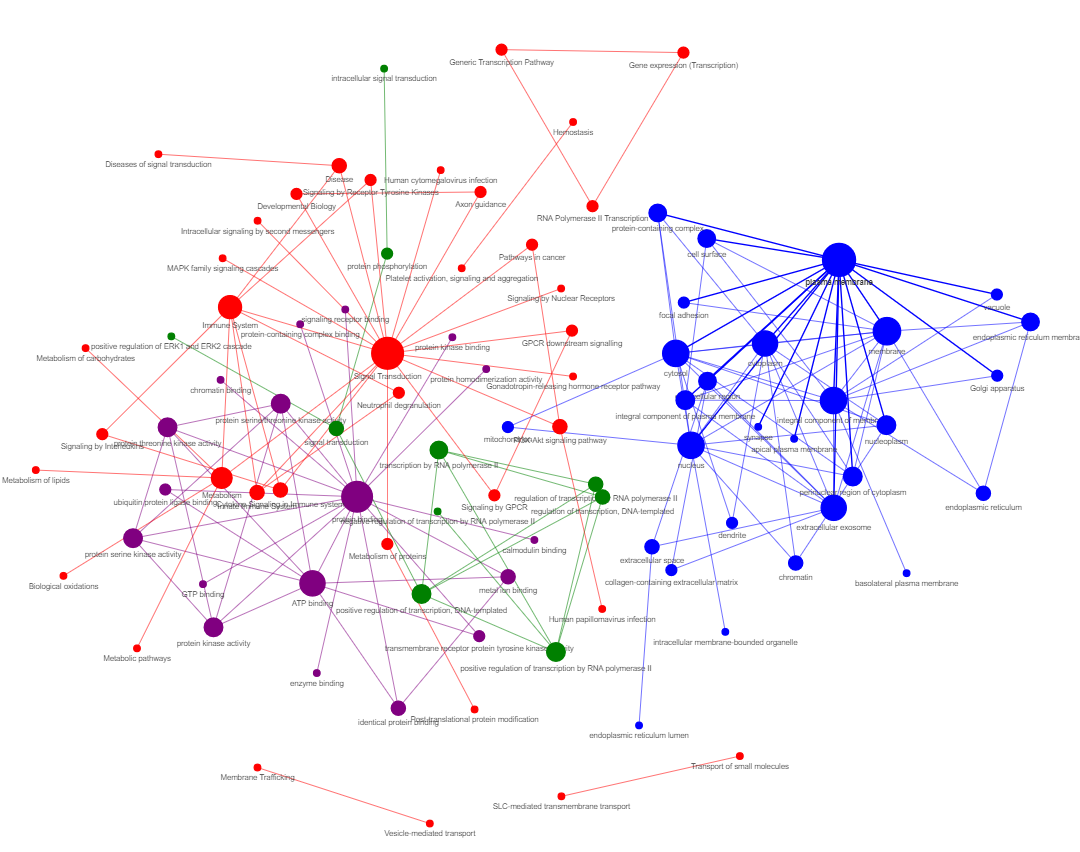 Generic Transcription Pathway
Gene expression (Transcription)
intracellular signal transduction
Hemostasis
Diseases of signal transduction
Disease
Human cytomegalovirus infection
Signaling by Receptor Tyrosine Kinases
Developmental Biology
Axon guidance
RNA Polymerase II Transcription
protein-containing complex
Intracellular signaling by second messengers
cell surface
Pathways in cancer
MAPK family signaling cascades
protein phosphorylation
Platelet activation, signaling and aggregation
plasma membrane
Signaling by Nuclear Receptors
vacuole
focal adhesion
signaling receptor binding
Immune System
protein-containing complex binding
endoplasmic reticulum membra
positive regulation of ERK1 and ERK2 cascade
protein kinase binding
GPCR downstream signalling
cytoplasm
membrane
Metabolism of carbohydrates
Signal Transduction
cytosol
protein homodimerization activity
Gonadotropin-releasing hormone receptor pathway
Golgi apparatus
chromatin binding
Neutrophil degranulation
integral component of plasma membrane
protein serine/threonine kinase activity
integral component of membrane
synapse
protein threonine kinase activity
signal transduction
mitochondrion
PI3K-Akt signaling pathway
nucleoplasm
Signaling by Interleukins
apical plasma membrane
transcription by RNA polymerase II
nucleus
Metabolism of lipids
Metabolism
perinuclear region of cytoplasm
regulation of transcription by RNA polymerase II
ubiquitin protein ligase binding
Cytokine Signaling in Immune system
Innate Immune System
Signaling by GPCR
endoplasmic reticulum
regulation of transcription, DNA-templated
protein binding
negative regulation of transcription by RNA polymerase II
extracellular exosome
dendrite
protein serine kinase activity
calmodulin binding
Metabolism of proteins
extracellular space
chromatin
collagen-containing extracellular matrix
basolateral plasma membrane
Biological oxidations
GTP binding
ATP binding
metal ion binding
positive regulation of transcription, DNA-templated
Human papillomavirus infection
protein kinase activity
transmembrane receptor protein tyrosine kinase activity
intracellular membrane-bounded organelle
Metabolic pathways
positive regulation of transcription by RNA polymerase II
enzyme binding
identical protein binding
Post-translational protein modification
endoplasmic reticulum lumen
Transport of small molecules
Membrane Trafficking
SLC-mediated transmembrane transport
Vesicle-mediated transport